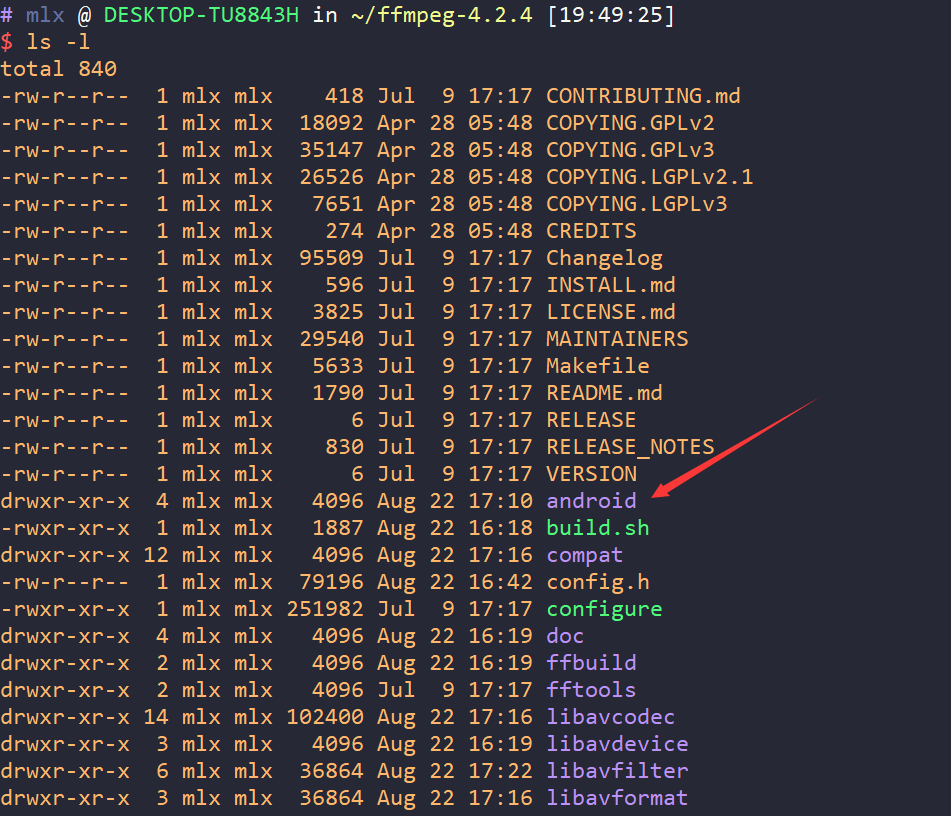 # mlx @ DESKTOP-TU8843H in ~/ffmpeg-4.2.4 [19:49:25]
$ ls -l
total 840
-rw-r--r--  1 mlx mlx    418 Jul  9 17:17 CONTRIBUTING.md
-rw-r--r--  1 mlx mlx  18092 Apr 28 05:48 COPYING.GPLv2
-rw-r--r--  1 mlx mlx  35147 Apr 28 05:48 COPYING.GPLv3
-rw-r--r--  1 mlx mlx  26526 Apr 28 05:48 COPYING.LGPLv2.1
-rw-r--r--  1 mlx mlx   7651 Apr 28 05:48 COPYING.LGPLv3
-rw-r--r--  1 mlx mlx    274 Apr 28 05:48 CREDITS
-rw-r--r--  1 mlx mlx  95509 Jul  9 17:17 Changelog
-rw-r--r--  1 mlx mlx    596 Jul  9 17:17 INSTALL.md
-rw-r--r--  1 mlx mlx   3825 Jul  9 17:17 LICENSE.md
-rw-r--r--  1 mlx mlx  29540 Jul  9 17:17 MAINTAINERS
-rw-r--r--  1 mlx mlx   5633 Jul  9 17:17 Makefile
-rw-r--r--  1 mlx mlx   1790 Jul  9 17:17 README.md
-rw-r--r--  1 mlx mlx      6 Jul  9 17:17 RELEASE
-rw-r--r--  1 mlx mlx    830 Jul  9 17:17 RELEASE_NOTES
-rw-r--r--  1 mlx mlx      6 Jul  9 17:17 VERSION
drwxr-xr-x  4 mlx mlx   4096 Aug 22 17:10 android
-rwxr-xr-x  1 mlx mlx   1887 Aug 22 16:18 build.sh
drwxr-xr-x 12 mlx mlx   4096 Aug 22 17:16 compat
-rw-r--r--  1 mlx mlx  79196 Aug 22 16:42 config.h
-rwxr-xr-x  1 mlx mlx 251982 Jul  9 17:17 configure
drwxr-xr-x  4 mlx mlx   4096 Aug 22 16:19 doc
drwxr-xr-x  2 mlx mlx   4096 Aug 22 16:19 ffbuild
drwxr-xr-x  2 mlx mlx   4096 Jul  9 17:17 fftools
drwxr-xr-x 14 mlx mlx 102400 Aug 22 17:16 libavcodec
drwxr-xr-x  3 mlx mlx   4096 Aug 22 16:19 libavdevice
drwxr-xr-x  6 mlx mlx  36864 Aug 22 17:22 libavfilter
drwxr-xr-x  3 mlx mlx  36864 Aug 22 17:16 libavformat